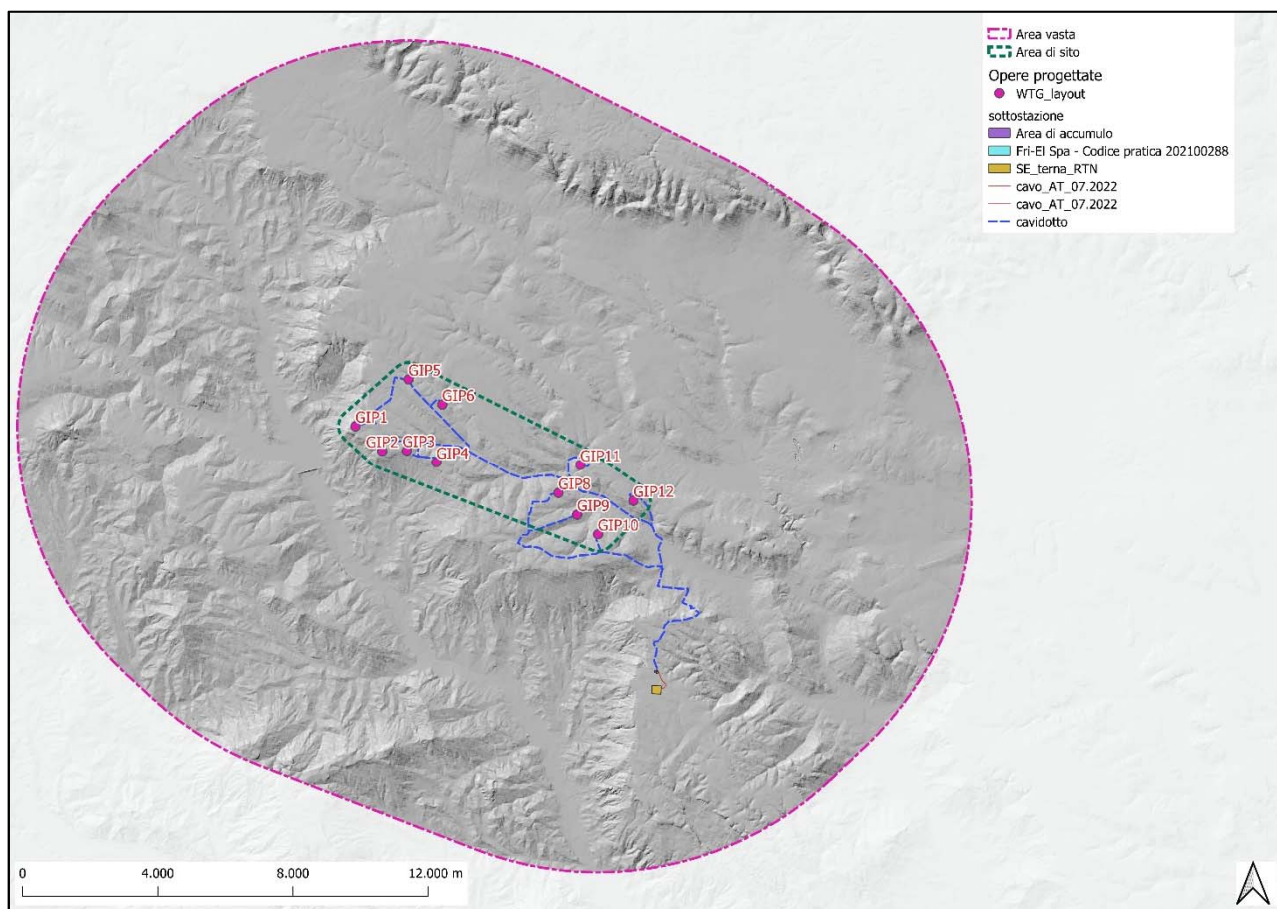 Area vasta
Area di sito
Opere progettate
WTG_layout
sottostazione
Area di accumulo
Fri-El Spa - Codice pratica 202100288
SE_terna_RTN
cavo_AT_07.2022
cavo_AT_07.2022
cavidotto
GIP5
GIP6
GIP1
GIP2
GIP3
GIP4
GIP11
GIP8
GIP12
GIP9
GIP10
0 4.000 8.000 12.000 m